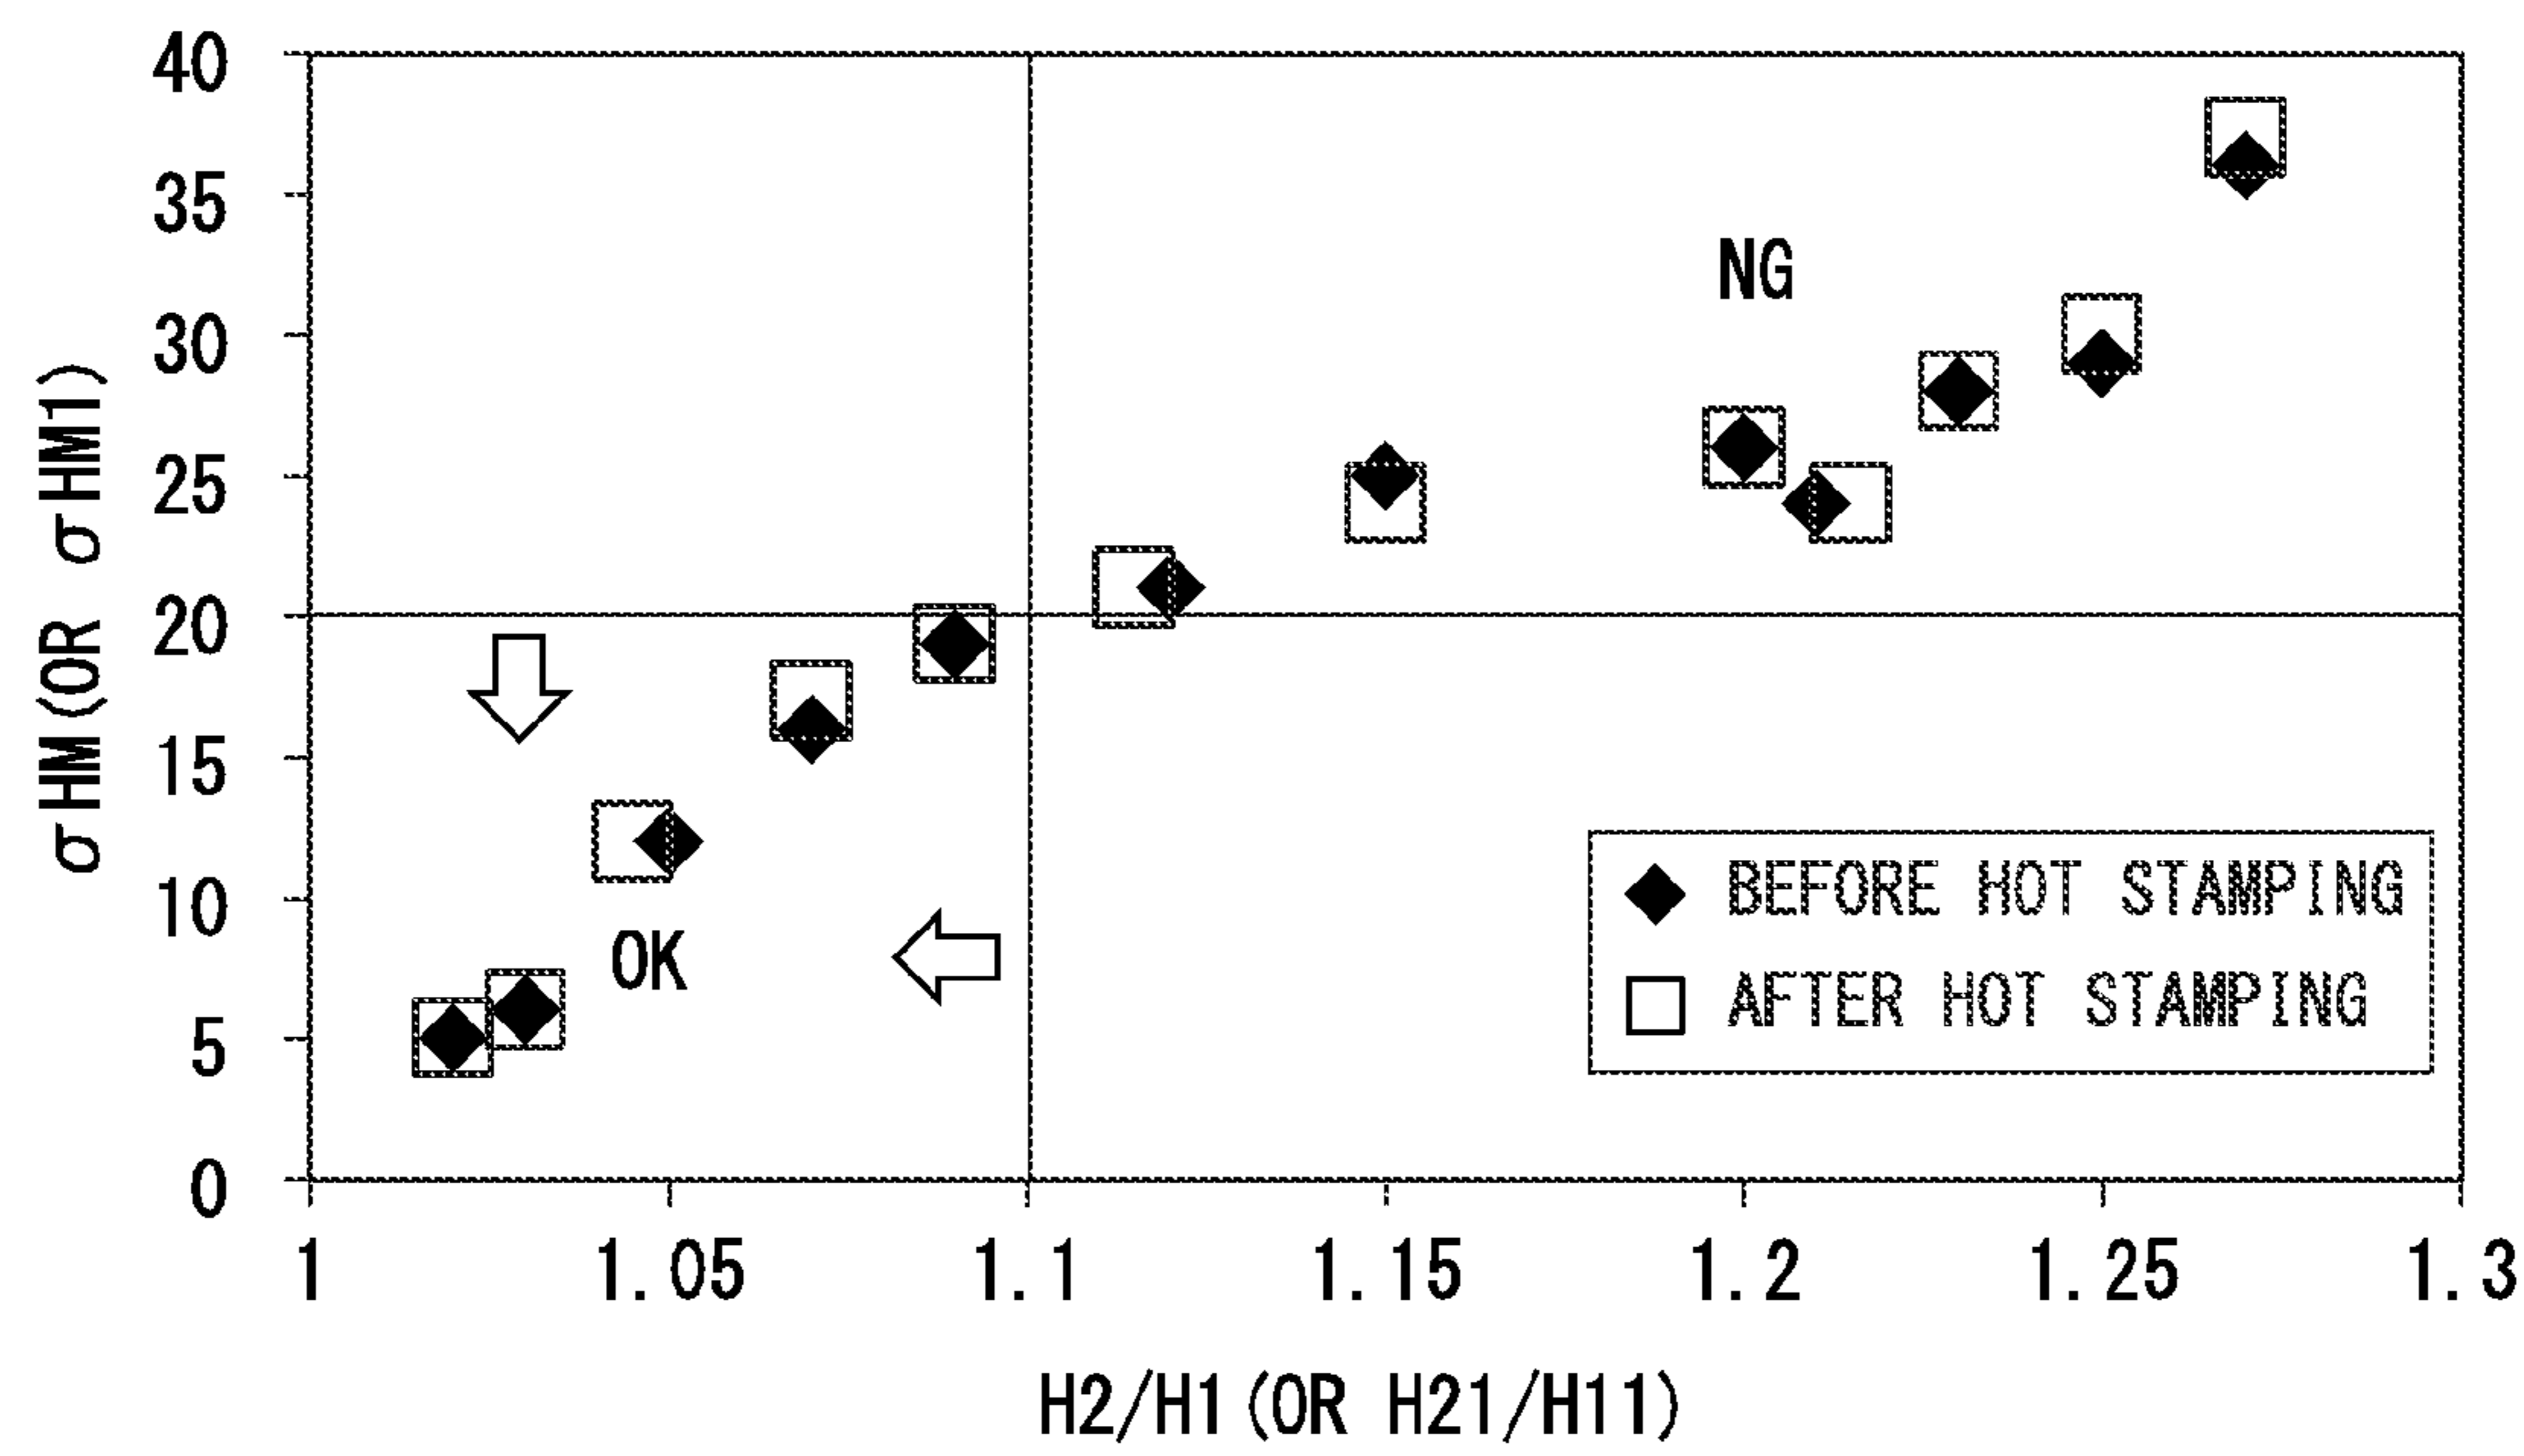 40
35
30
25
20
15
10
5
0
σHM(OR σHM1)
NG
OK
BEFORE HOT STAMPING
AFTER HOT STAMPING
1 1.05 1.1 1.15 1.2 1.25 1.3
H2/H1(OR H21/H11)